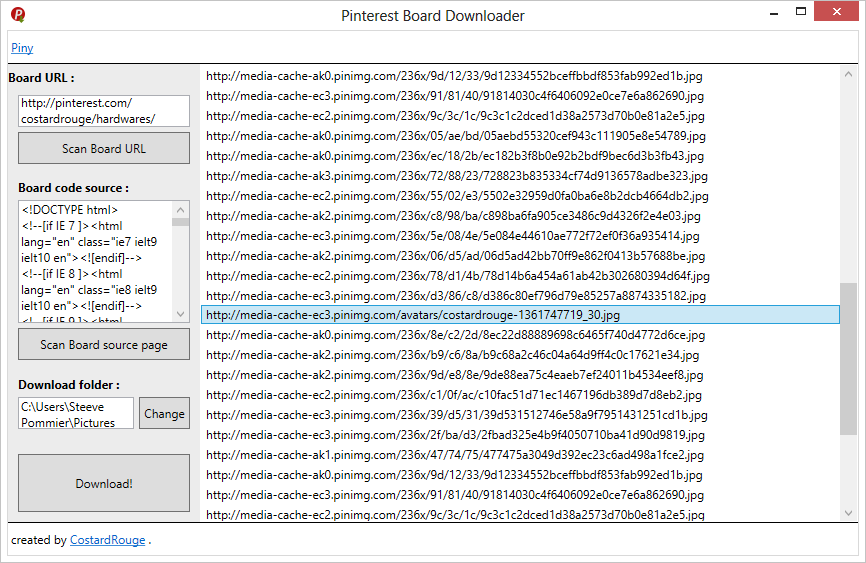 Pinterest Board Downloader
Piny
Board URL :
http://pinterest.com/
costardrouge/hardwares/
Scan Board URL
Board code source :
<!DOCTYPE html>
<!--[if IE 7 ]><html
lang="en" class="ie7 ielt9
ielt10 en"><![endif]-->
<!--[if IE 8 ]><html
lang="en" class="ie8 ielt9
ielt10 en"><![endif]-->
<!--[if IE 9 ]><html
Scan Board source page
Download folder :
C:\Users\Steeve
Pommier\Pictures
Change
Download!
http://media-cache-ak0.pinimg.com/236x/9d/12/33/9d12334552bceffbbdf853fab992ed1b.jpg
http://media-cache-ec3.pinimg.com/236x/91/81/40/91814030c4f6406092e0ce7e6a862690.jpg
http://media-cache-ec2.pinimg.com/236x/9c/3c/1c/9c3c1c2dced1d38a2573d70b0e81a2e5.jpg
http://media-cache-ak0.pinimg.com/236x/05/ae/bd/05aebd55320cef943c111905e8e54789.jpg
http://media-cache-ak0.pinimg.com/236x/ec/18/2b/ec182b3f8b0e92b2bdf9bec6d3b3fb43.jpg
http://media-cache-ak3.pinimg.com/236x/72/88/23/728823b835334cf74d9136578adbe323.jpg
http://media-cache-ec2.pinimg.com/236x/55/02/e3/5502e32959d0fa0ba6e8b2dcb4664db2.jpg
http://media-cache-ak2.pinimg.com/236x/c8/98/ba/c898ba6fa905ce3486c9d4326f2e4e03.jpg
http://media-cache-ec3.pinimg.com/236x/5e/08/4e/5e084e44610ae772f72ef0f36a935414.jpg
http://media-cache-ak2.pinimg.com/236x/06/d5/ad/06d5ad42bb70ff9e862f0413b57688be.jpg
http://media-cache-ec2.pinimg.com/236x/78/d1/4b/78d14b6a454a61ab42b302680394d64f.jpg
http://media-cache-ec3.pinimg.com/236x/d3/86/c8/d386c80ef796d79e85257a8874335182.jpg
http://media-cache-ec3.pinimg.com/avatars/costardrouge-1361747719_30.jpg
http://media-cache-ak0.pinimg.com/236x/8e/c2/2d/8ec22d88889698c6465f740d4772d6ce.jpg
http://media-cache-ak2.pinimg.com/236x/b9/c6/8a/b9c68a2c46c04a64d9ff4c0c17621e34.jpg
http://media-cache-ak2.pinimg.com/236x/9d/e8/8e/9de88ea75c4eaeb7ef24011b4534eef8.jpg
http://media-cache-ec2.pinimg.com/236x/c1/0f/ac/c10fac51d71ec1467196db389d7d8eb2.jpg
http://media-cache-ec3.pinimg.com/236x/39/d5/31/39d531512746e58a9f7951431251cd1b.jpg
http://media-cache-ec3.pinimg.com/236x/2f/ba/d3/2fbad325e4b9f4050710ba41d90d9819.jpg
http://media-cache-ak1.pinimg.com/236x/47/74/75/477475a3049d392ec23c6ad498a1fce2.jpg
http://media-cache-ak0.pinimg.com/236x/9d/12/33/9d12334552bceffbbdf853fab992ed1b.jpg
http://media-cache-ec3.pinimg.com/236x/91/81/40/91814030c4f6406092e0ce7e6a862690.jpg
http://media-cache-ec2.pinimg.com/236x/9c/3c/1c/9c3c1c2dced1d38a2573d70b0e81a2e5.jpg
created by CostardRouge .